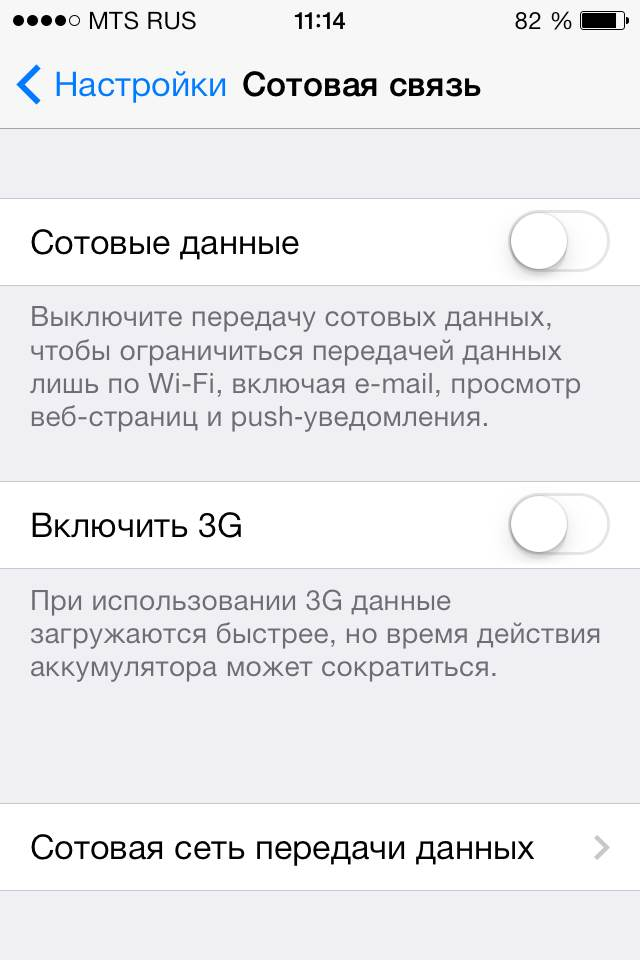 MTS RUS 11:14 82 %
Настройки Сотовая связь
Сотовые данные
Выключите передачу сотовых данных,
чтобы ограничиться передачей данных
лишь по Wi-Fi, включая e-mail, просмотр
веб-страниц и push-уведомления.
Включить 3G
При использовании 3G данные
загружаются быстрее, но время действия
аккумулятора может сократиться.
Сотовая сеть передачи данных